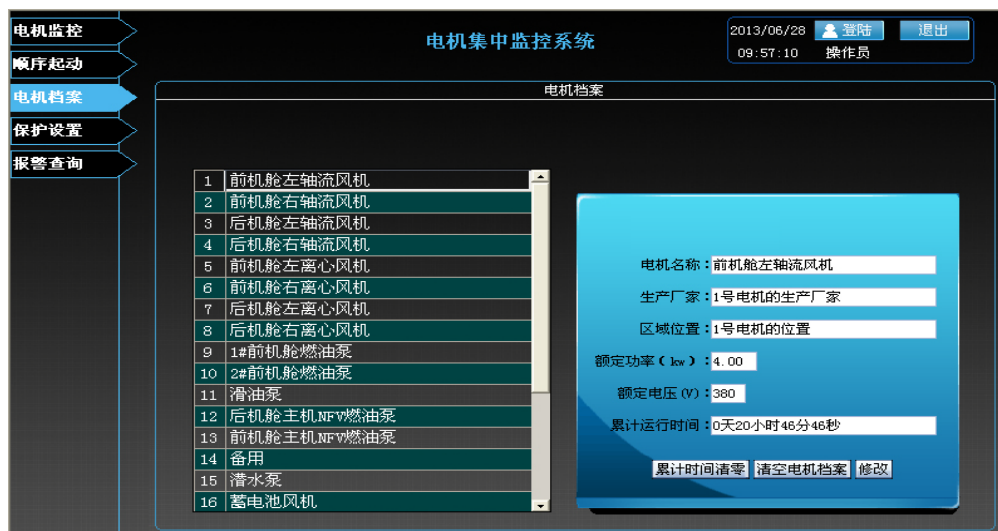 电机监控
顺序起动
电机档案
保护设置
报警查询
电机集中监控系统
2013/06/28 登陆 退出
09:57:10 操作员
电机档案
1 前机舱左轴流风机
2 前机舱右轴流风机
3 后机舱左轴流风机
4 后机舱右轴流风机
5 前机舱左离心风机
6 前机舱右离心风机
7 后机舱左离心风机
8 后机舱右离心风机
9 1#前机舱燃油泵
10 2#前机舱燃油泵
11 滑油泵
12 后机舱主机NFV燃油泵
13 前机舱主机NFV燃油泵
14 备用
15 潜水泵
16 蓄电池风机
电机名称：前机舱左轴流风机
生产厂家：1号电机的生产厂家
区域位置：1号电机的位置
额定功率（kw）：4.00
额定电压(V)：380
累计运行时间：0天20小时46分46秒
累计时间清零 清空电机档案 修改